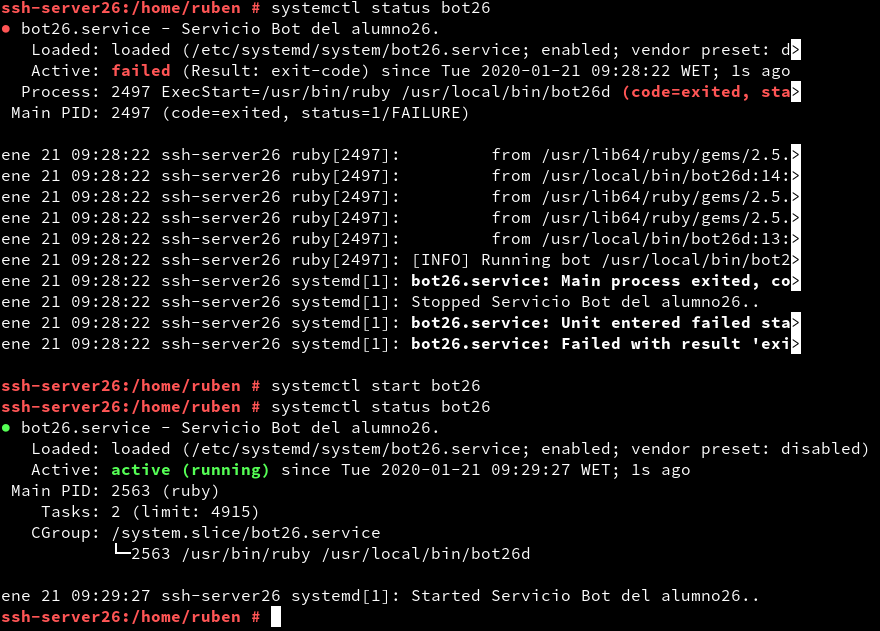 ssh-server26:/home/ruben # systemctl status bot26
● bot26.service - Servicio Bot del alumno26.
   Loaded: loaded (/etc/systemd/system/bot26.service; enabled; vendor preset: d>
   Active: failed (Result: exit-code) since Tue 2020-01-21 09:28:22 WET; 1s ago
  Process: 2497 ExecStart=/usr/bin/ruby /usr/local/bin/bot26d (code=exited, sta>
 Main PID: 2497 (code=exited, status=1/FAILURE)

ene 21 09:28:22 ssh-server26 ruby[2497]:         from /usr/lib64/ruby/gems/2.5.>
ene 21 09:28:22 ssh-server26 ruby[2497]:         from /usr/local/bin/bot26d:14:>
ene 21 09:28:22 ssh-server26 ruby[2497]:         from /usr/lib64/ruby/gems/2.5.>
ene 21 09:28:22 ssh-server26 ruby[2497]:         from /usr/lib64/ruby/gems/2.5.>
ene 21 09:28:22 ssh-server26 ruby[2497]:         from /usr/local/bin/bot26d:13:>
ene 21 09:28:22 ssh-server26 ruby[2497]: [INFO] Running bot /usr/local/bin/bot2>
ene 21 09:28:22 ssh-server26 systemd[1]: bot26.service: Main process exited, co>
ene 21 09:28:22 ssh-server26 systemd[1]: Stopped Servicio Bot del alumno26..
ene 21 09:28:22 ssh-server26 systemd[1]: bot26.service: Unit entered failed sta>
ene 21 09:28:22 ssh-server26 systemd[1]: bot26.service: Failed with result 'exi>

ssh-server26:/home/ruben # systemctl start bot26
ssh-server26:/home/ruben # systemctl status bot26
● bot26.service - Servicio Bot del alumno26.
   Loaded: loaded (/etc/systemd/system/bot26.service; enabled; vendor preset: disabled)
   Active: active (running) since Tue 2020-01-21 09:29:27 WET; 1s ago
 Main PID: 2563 (ruby)
    Tasks: 2 (limit: 4915)
   CGroup: /system.slice/bot26.service
           └─2563 /usr/bin/ruby /usr/local/bin/bot26d

ene 21 09:29:27 ssh-server26 systemd[1]: Started Servicio Bot del alumno26..
ssh-server26:/home/ruben #